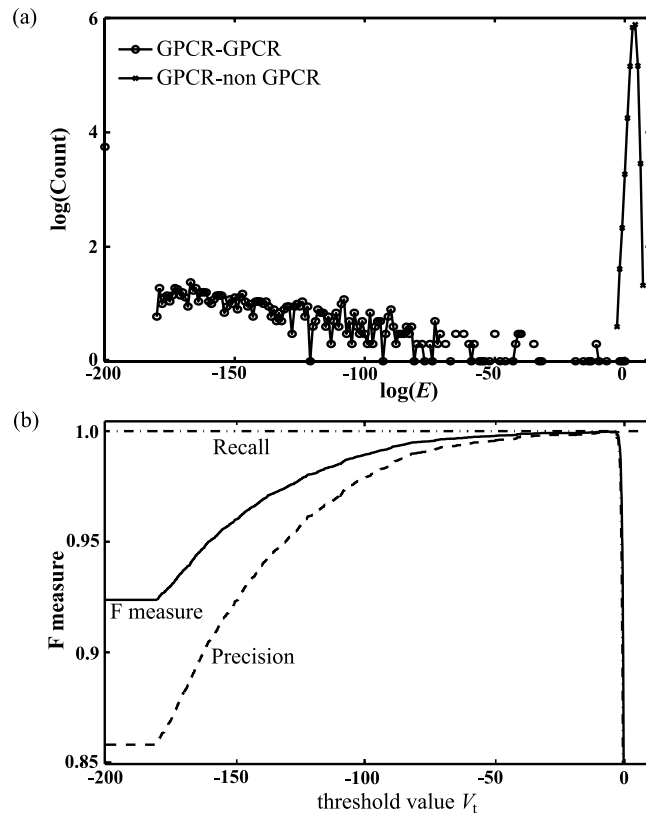 (a)
6
GPCR-GPCR
GPCR-non GPCR
4
log(Count)
2
0
-200
-150
-100
-50
0
log(E)
(b)
1.0
Recall
0.95
F measure
F measure
0.9
Precision
0.85
-200
-150
-100
-50
0
threshold value Vt